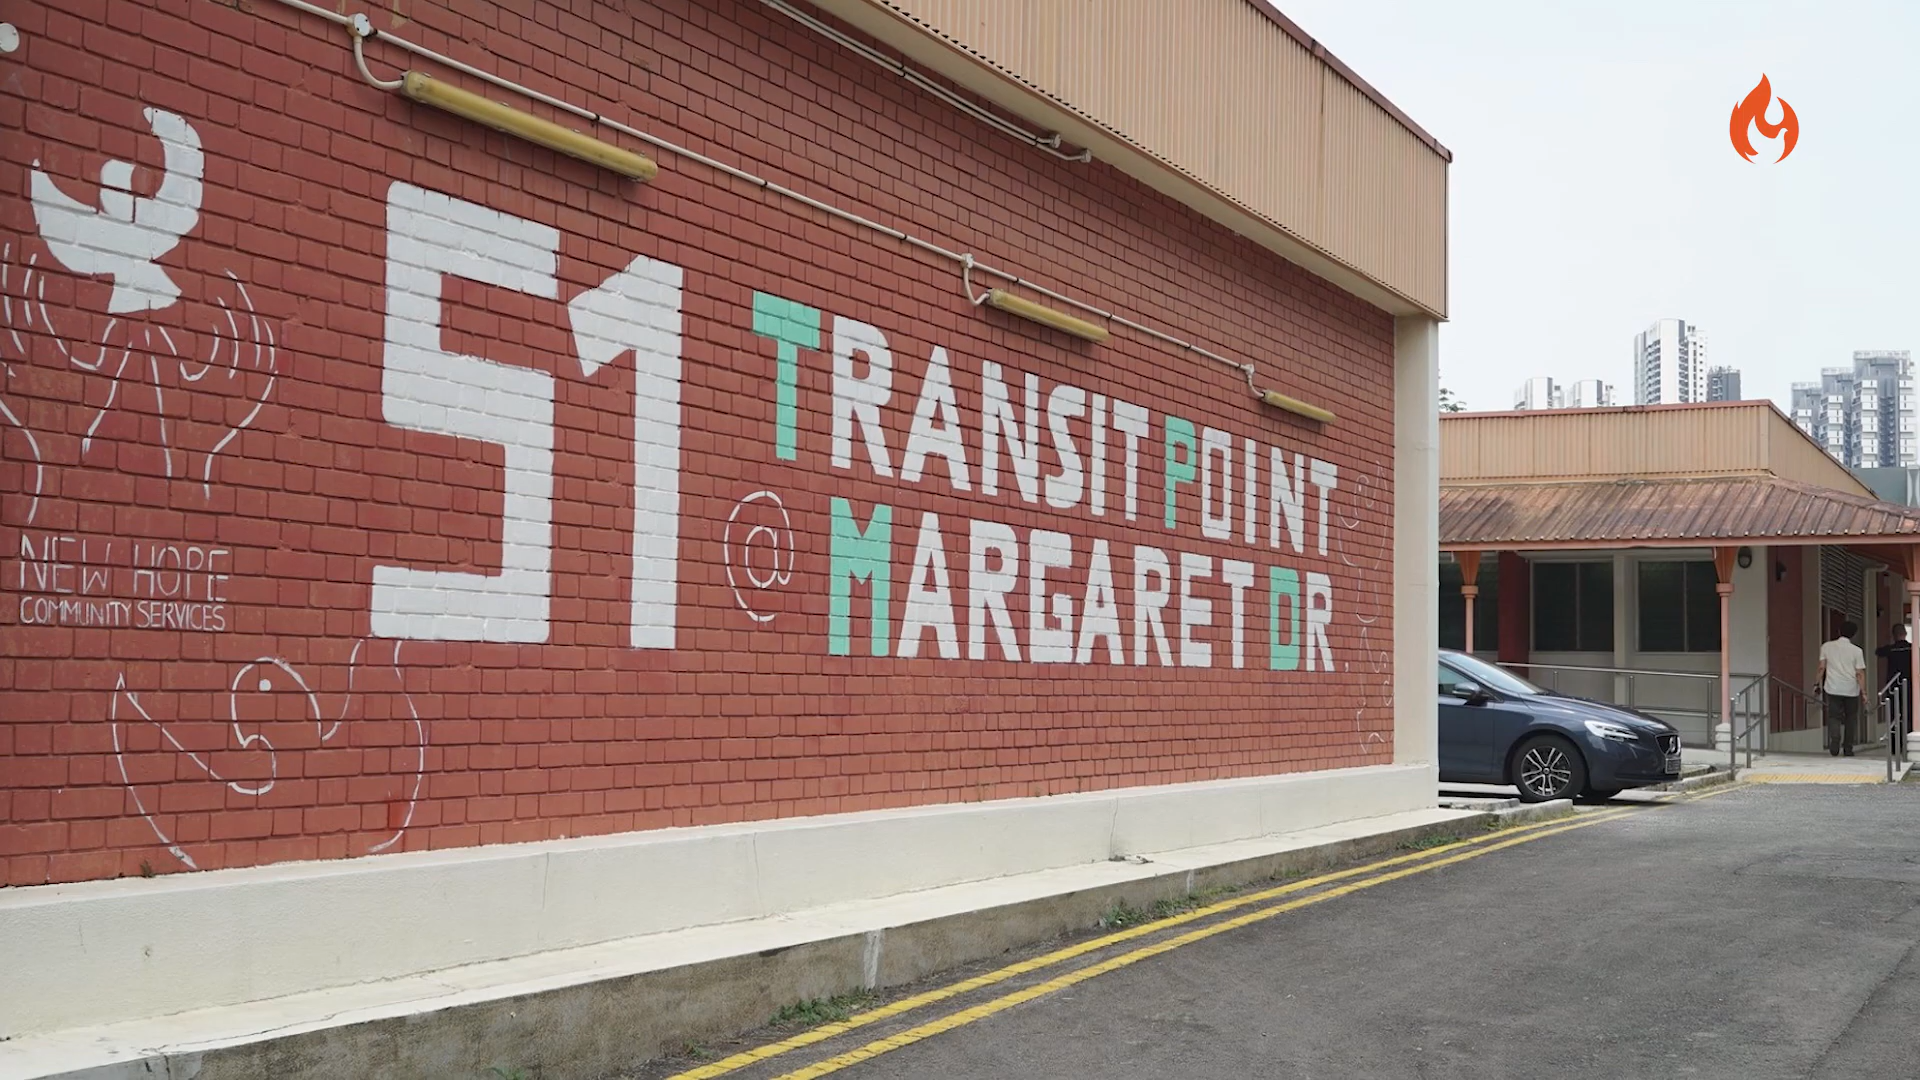 51
TRANSIT POINT
@ MARGARET DR.
NEW HOPE
COMMUNITY SERVICES